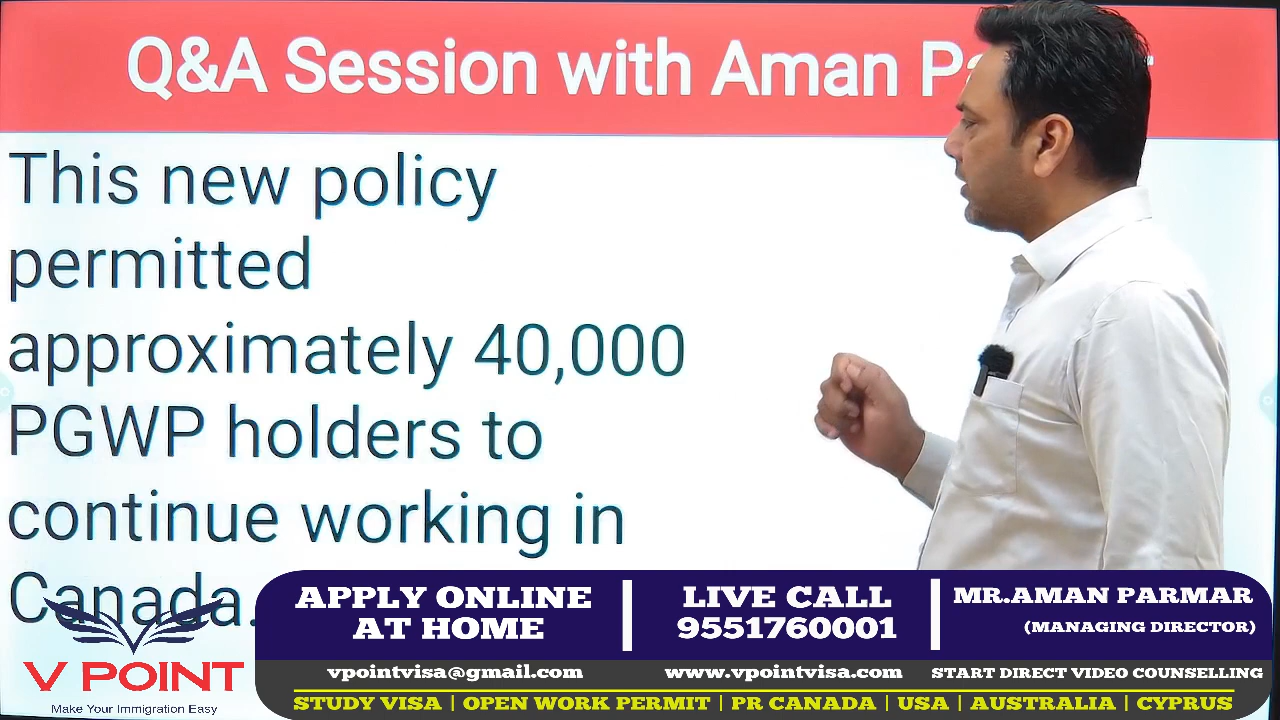 Q&A Session with Aman Pa
This new policy
permitted
approximately 40,000
PGWP holders to
continue working in
Canada.
V POINT
Make Your Immigration Easy
APPLY ONLINE
AT HOME
LIVE CALL
9551760001
MR.AMAN PARMAR
(MANAGING DIRECTOR)
vpointvisa@gmail.com
www.vpointvisa.com
START DIRECT VIDEO COUNSELLING
STUDY VISA | OPEN WORK PERMIT | PR CANADA | USA | AUSTRALIA | CYPRUS